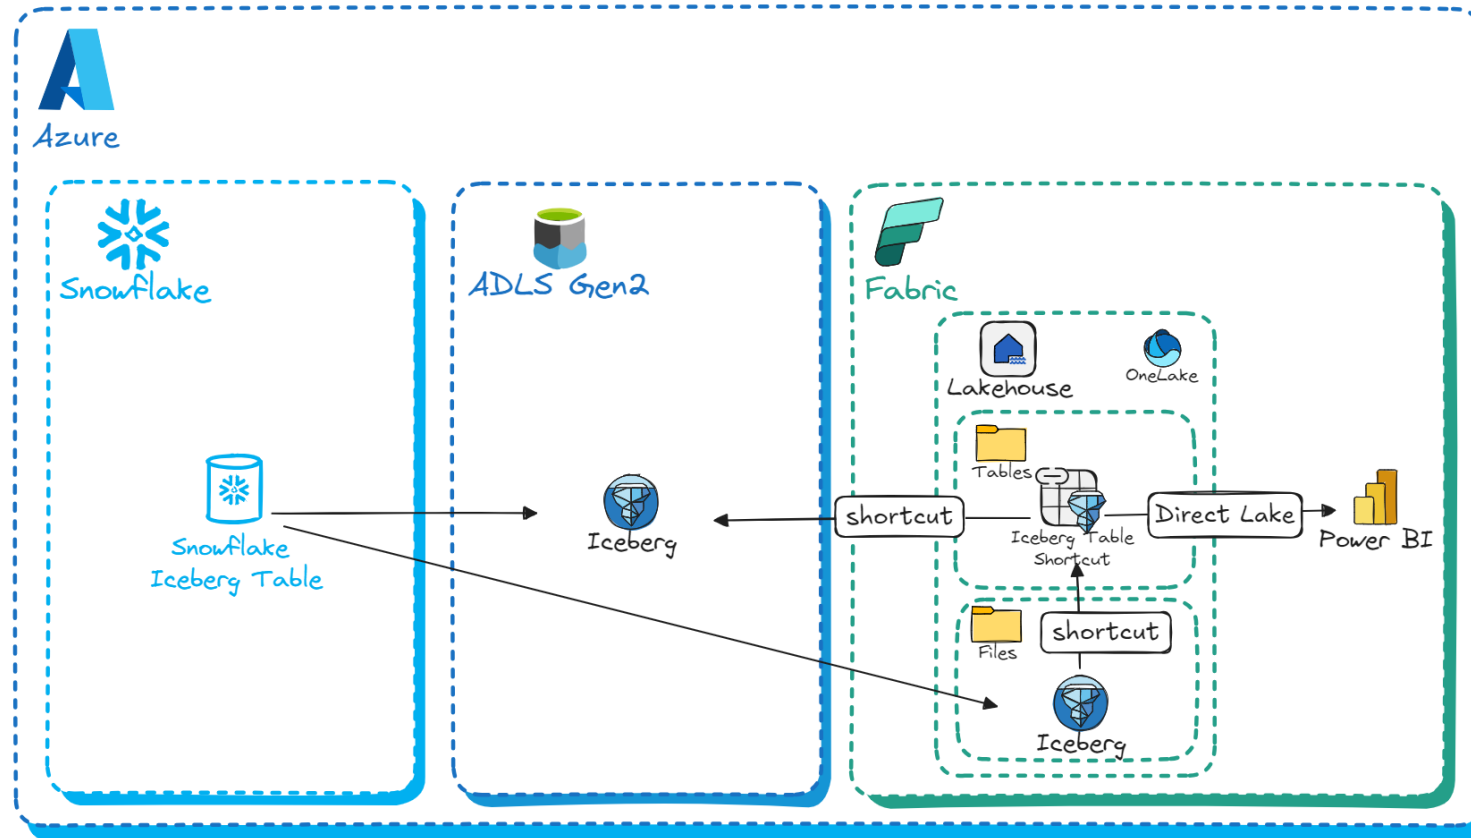 Azure
Snowflake
ADLS Gen2
Fabric
Lakehouse
OneLake
Tables
Snowflake
Iceberg Table
Iceberg
shortcut
Iceberg Table
Shortcut
Direct Lake
Power BI
Files
shortcut
Iceberg